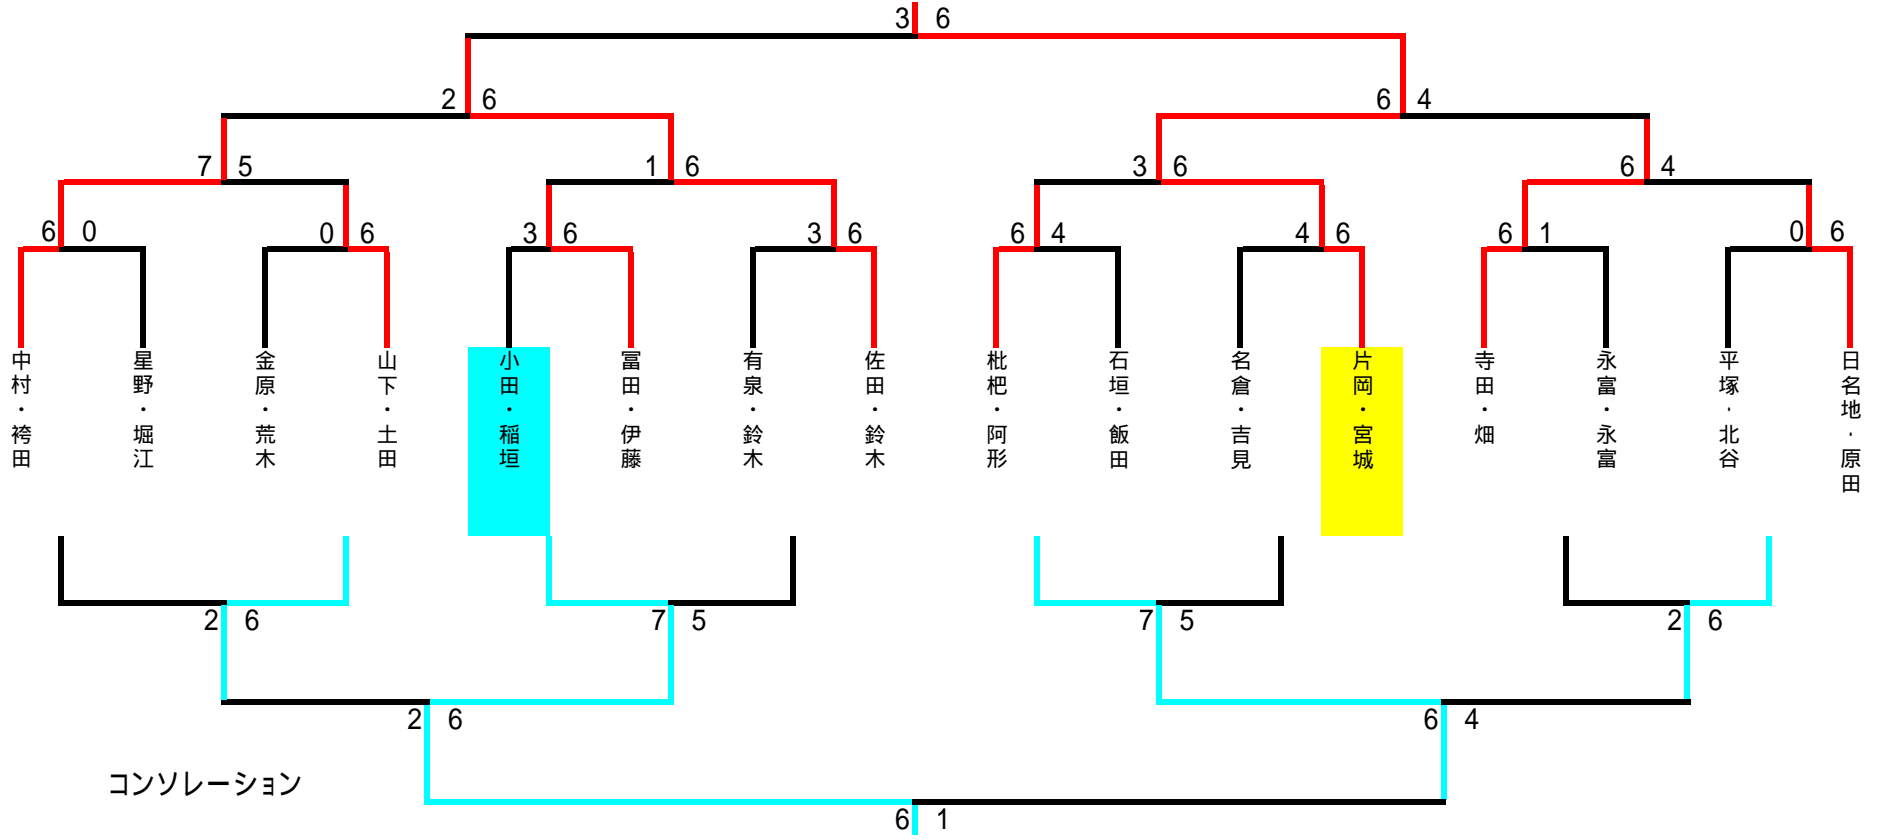 3 6
2 6
6 4
7 5
1 6
3 6
6 4
6 0
0 6
3 6
3 6
6 4
4 6
6 1
0 6
中村・袴田
星野・堀江
金原・荒木
山下・土田
小田・稲垣
冨田・伊藤
有泉・鈴木
佐田・鈴木
枇杷・阿形
石垣・飯田
名倉・吉見
片岡・宮城
寺田・畑
永富・永富
平塚・北谷
日名地・原田
2 6
7 5
7 5
2 6
2 6
6 4
コンソレーション
6 1